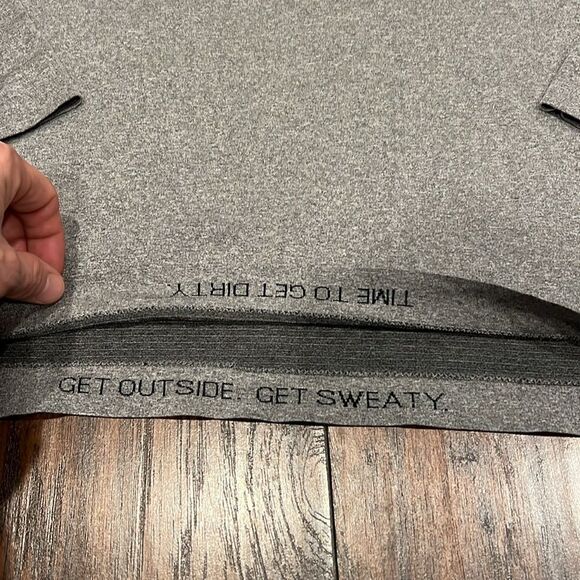 TIME TO GET DIRTY
GET OUTSIDE. GET SWEATY.